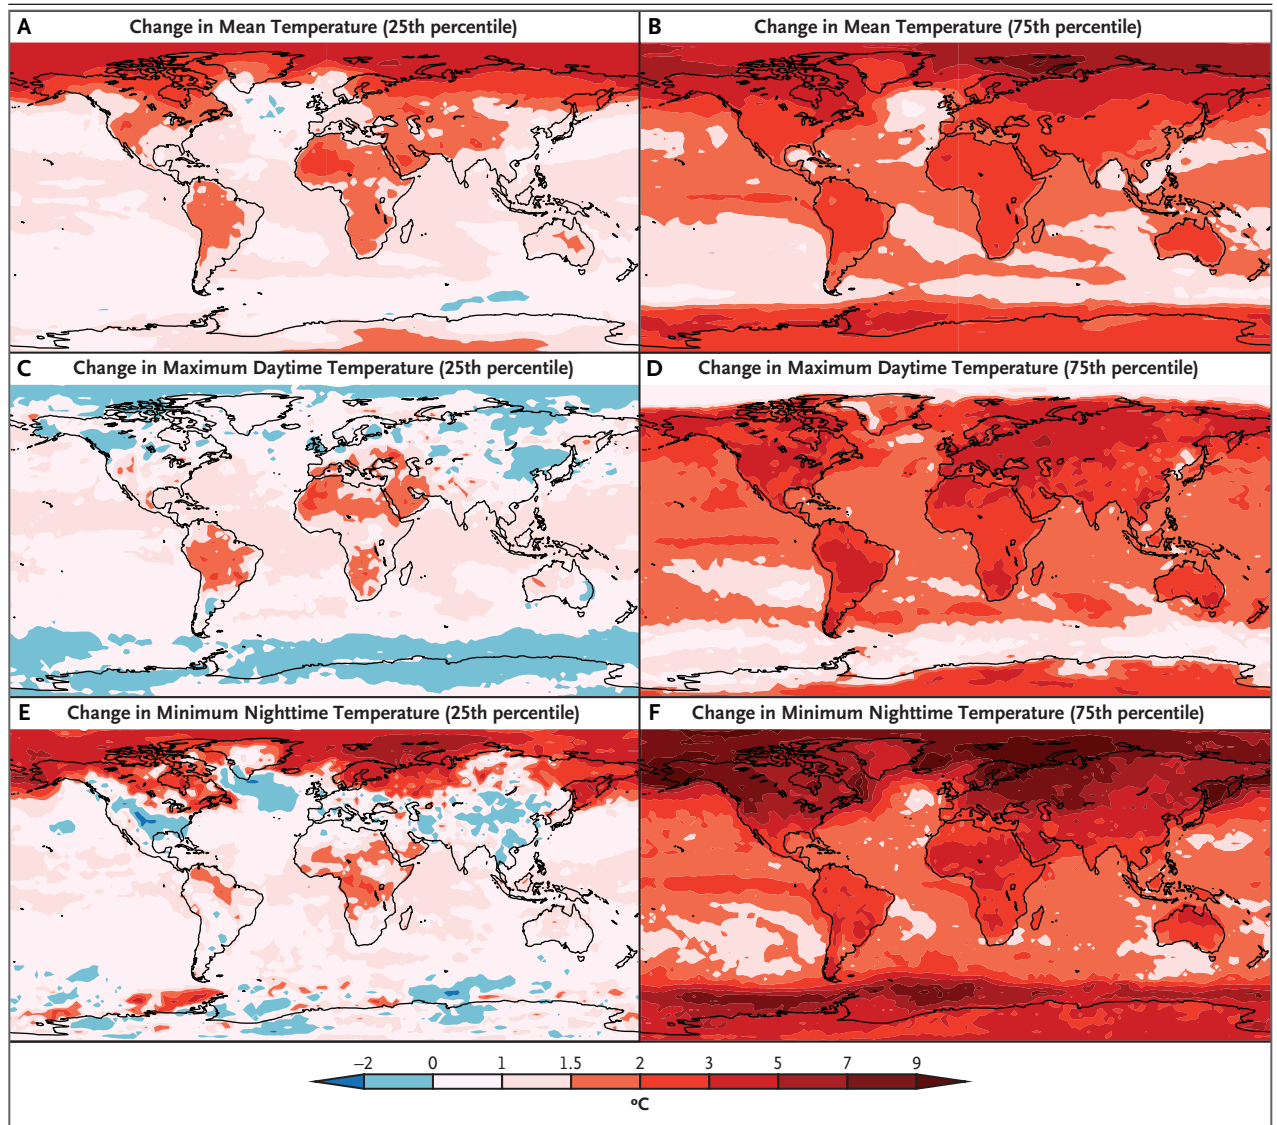 A Change in Mean Temperature (25th percentile)
B Change in Mean Temperature (75th percentile)
C Change in Maximum Daytime Temperature (25th percentile)
D Change in Maximum Daytime Temperature (75th percentile)
E Change in Minimum Nighttime Temperature (25th percentile)
F Change in Minimum Nighttime Temperature (75th percentile)
−2 0 1 1.5 2 3 5 7 9
ºC